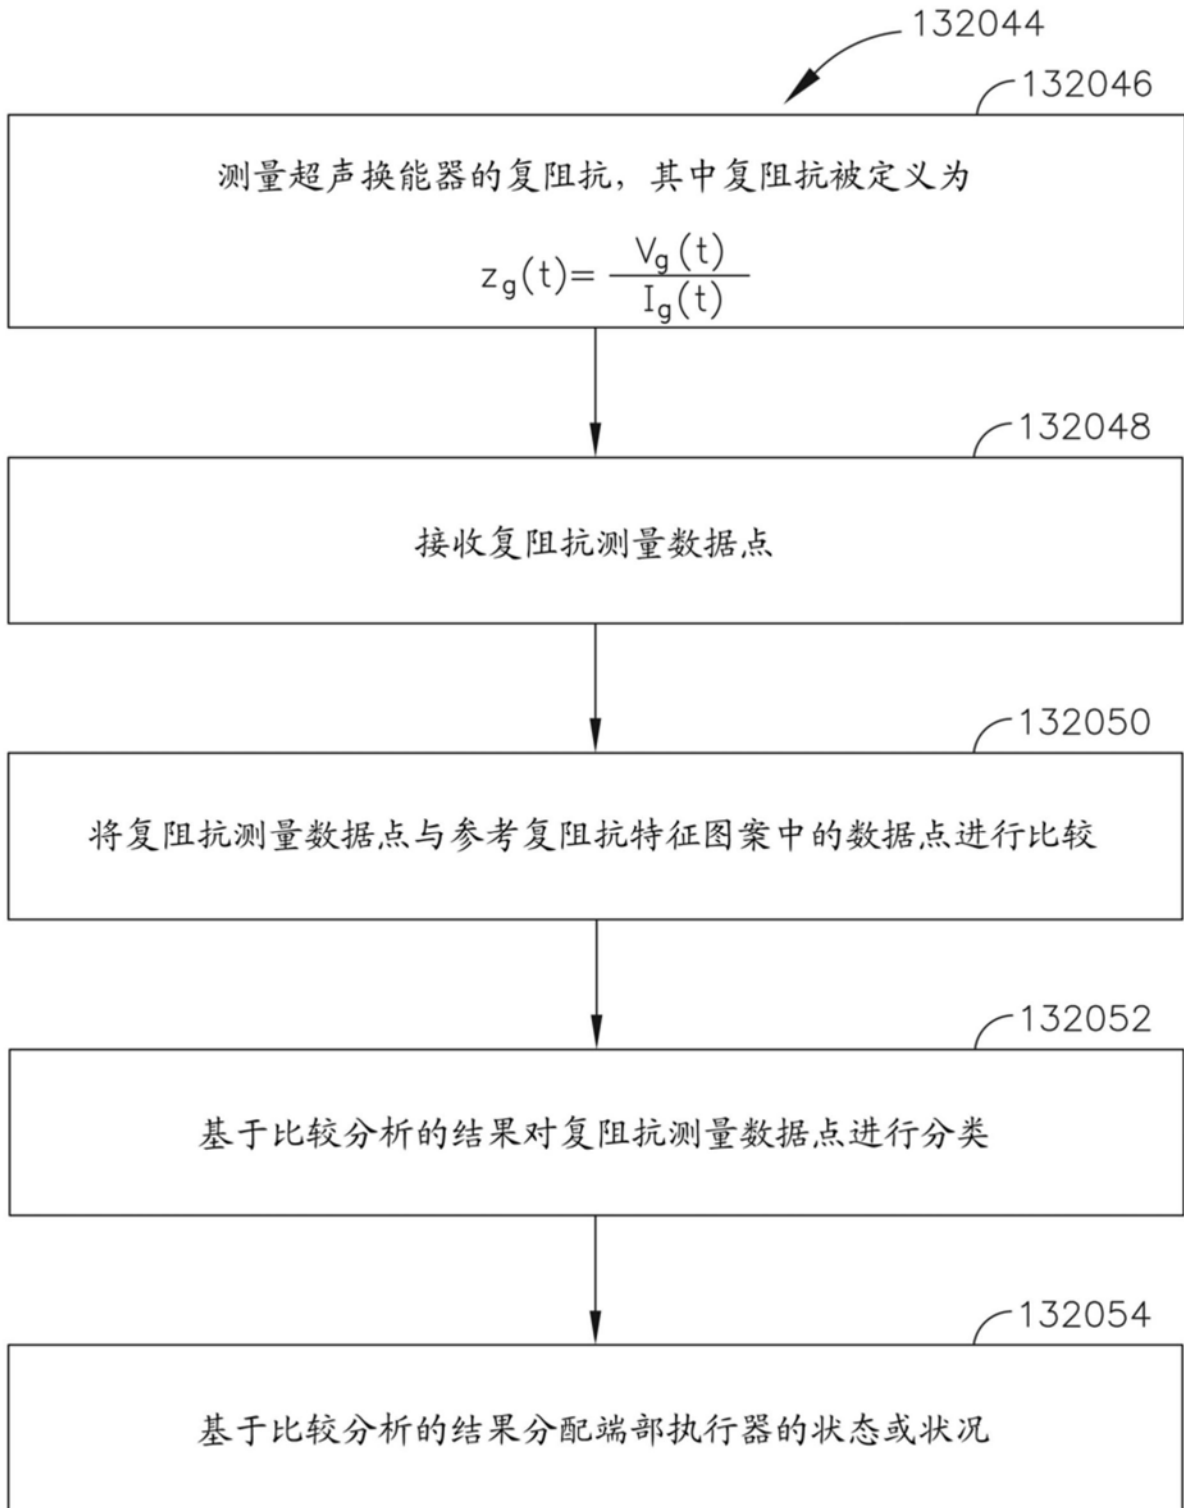 132044
132046
测量超声换能器的复阻抗，其中复阻抗被定义为
z_g(t)= V_g(t) / I_g(t)
132048
接收复阻抗测量数据点
132050
将复阻抗测量数据点与参考复阻抗特征图案中的数据点进行比较
132052
基于比较分析的结果对复阻抗测量数据点进行分类
132054
基于比较分析的结果分配端部执行器的状态或状况